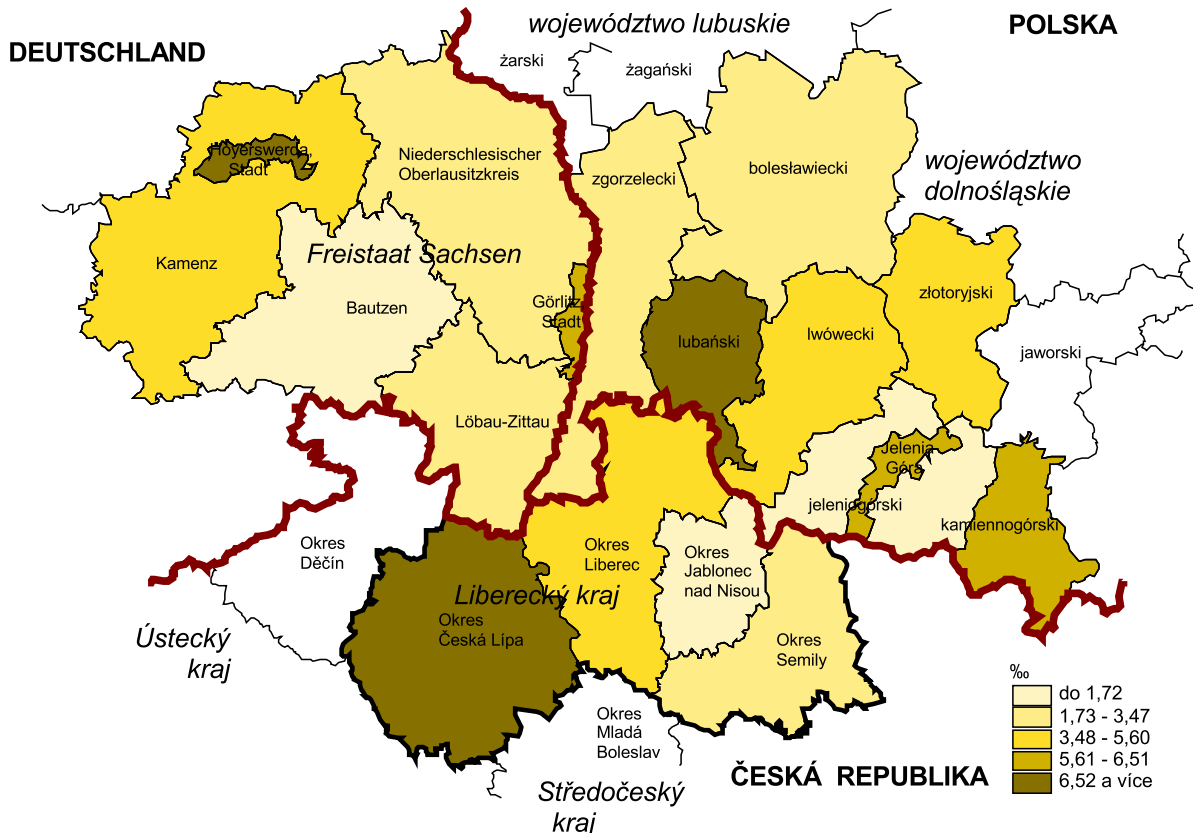 województwo lubuskie
POLSKA
DEUTSCHLAND
żarski
żagański
Hoyerswerda,
Stadt
Niederschlesischer
Oberlausitzkreis
zgorzelecki
bolesławiecki
województwo
dolnośląskie
Kamenz
Freistaat Sachsen
Bautzen
Görlitz
Stadt
lubański
lwówecki
złotoryjski
jaworski
Löbau-Zittau
Jelenia
Góra
jeleniogórski
kamiennogórski
Okres
Děčín
Okres
Liberec
Okres
Jablonec
nad Nisou
Liberecký kraj
Okres
Česká Lípa
Ústecký
kraj
Okres
Semily
Okres
Mladá
Boleslav
ČESKÁ REPUBLIKA
Středočeský
kraj
‰
do 1,72
1,73 - 3,47
3,48 - 5,60
5,61 - 6,51
6,52 a více